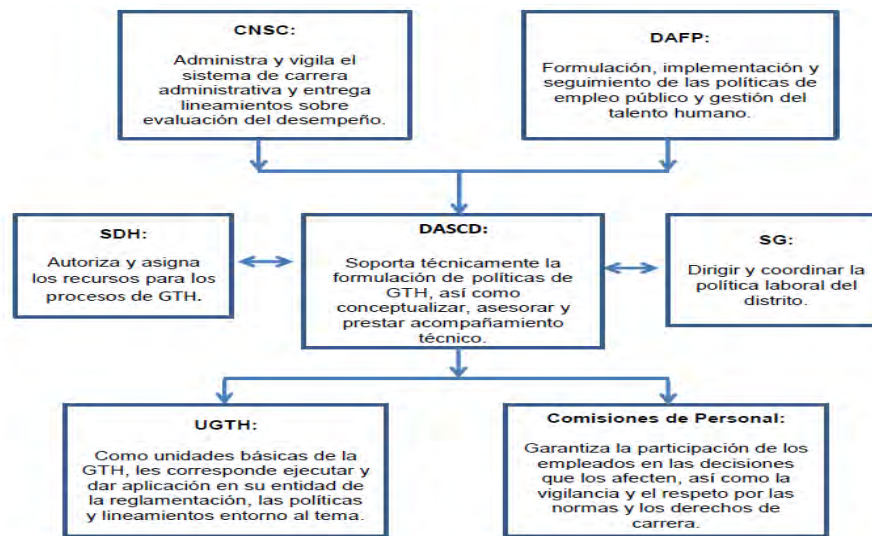 CNSC:
Administra y vigila el
sistema de carrera
administrativa y entrega
lineamientos sobre
evaluación del desempeño.
DAFP:
Formulación, implementación y
seguimiento de las políticas de
empleo público y gestión del
talento humano.
SDH:
Autoriza y asigna
los recursos para los
procesos de GTH.
DASCD:
Soporta técnicamente la
formulación de políticas de
GTH, así como
conceptualizar, asesorar y
prestar acompañamiento
técnico.
SG:
Dirigir y coordinar la
política laboral del
distrito.
UGTH:
Como unidades básicas de la
GTH, les corresponde ejecutar y
dar aplicación en su entidad de
la reglamentación, las políticas
y lineamientos entorno al tema.
Comisiones de Personal:
Garantiza la participación de los
empleados en las decisiones
que los afecten, así como la
vigilancia y el respeto por las
normas y los derechos de
carrera.